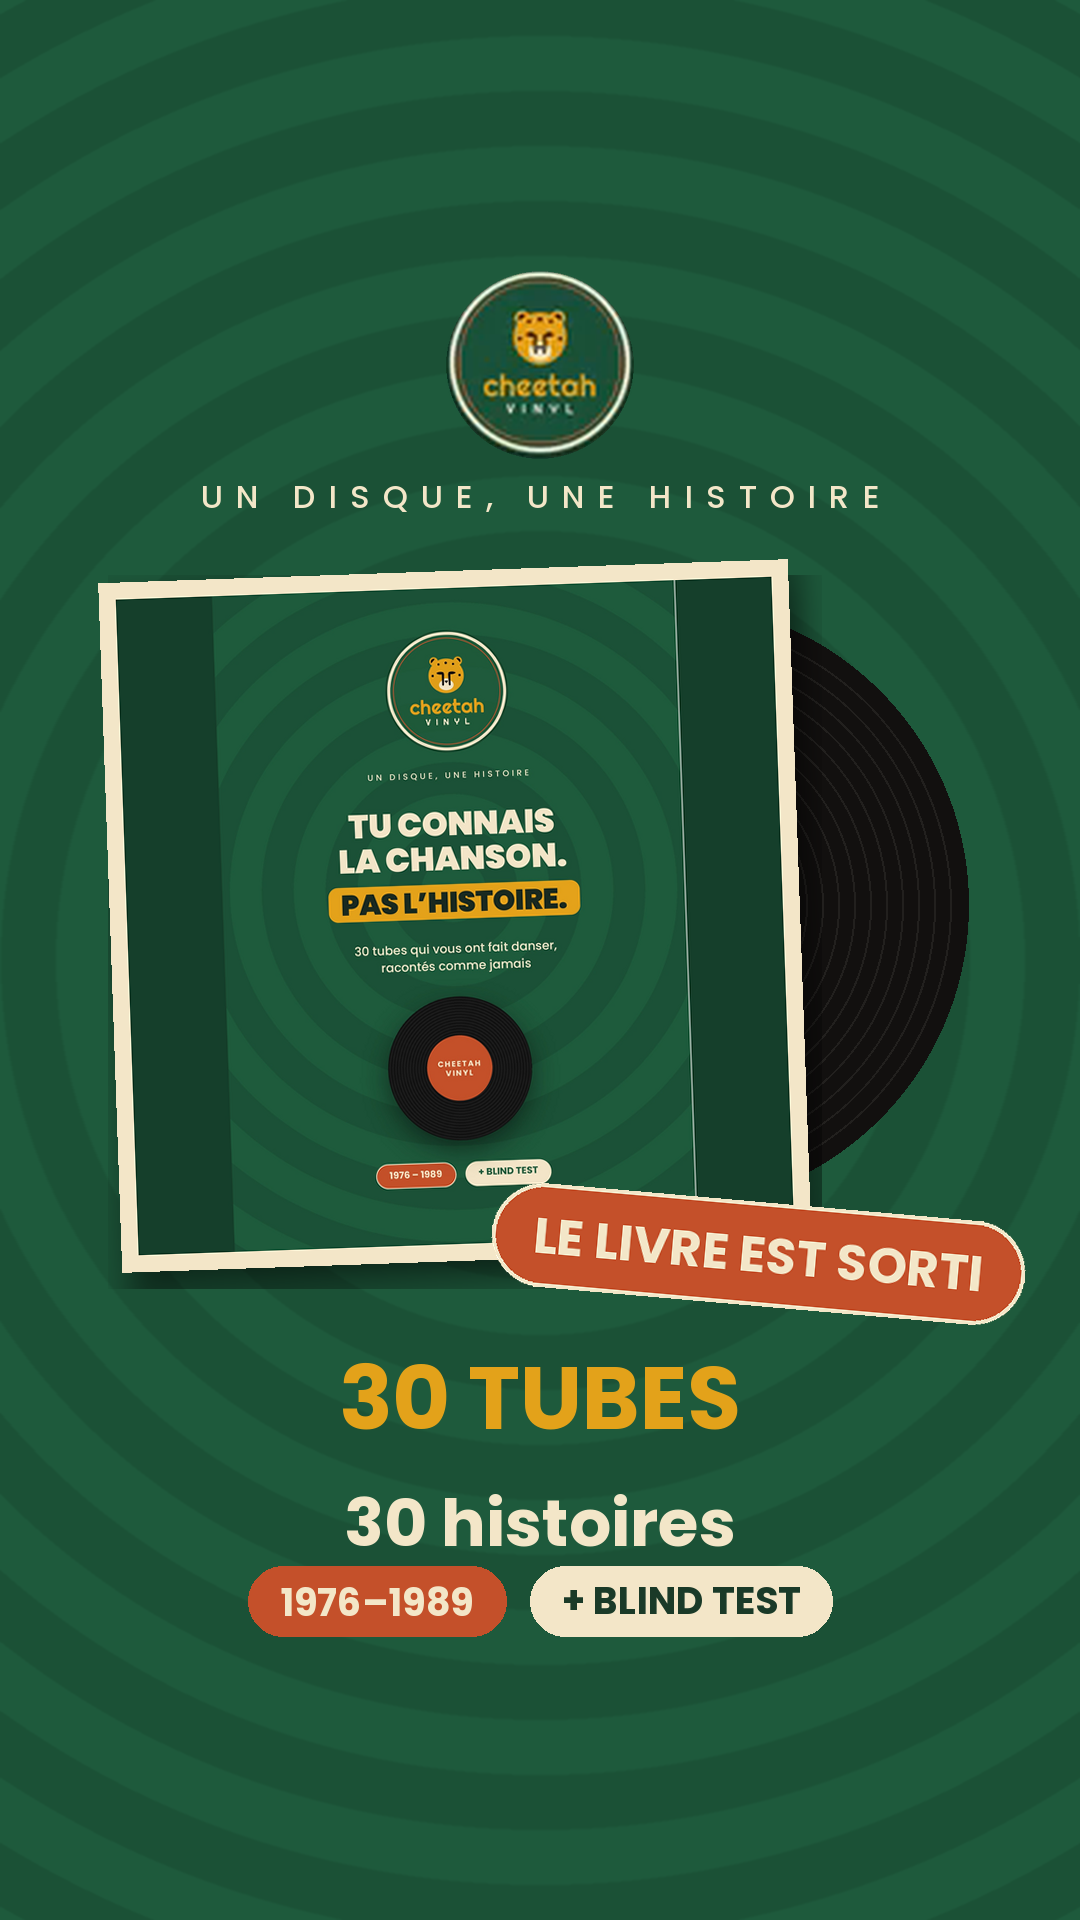 cheetah
VINYL
UN DISQUE, UNE HISTOIRE
cheetah
VINYL
UN DISQUE, UNE HISTOIRE
TU CONNAIS
LA CHANSON.
PAS L’HISTOIRE.
30 tubes qui vous ont fait danser,
racontés comme jamais
CHEETAH
VINYL
1976 – 1989
+ BLIND TEST
LE LIVRE EST SORTI
30 TUBES
30 histoires
1976–1989
+ BLIND TEST